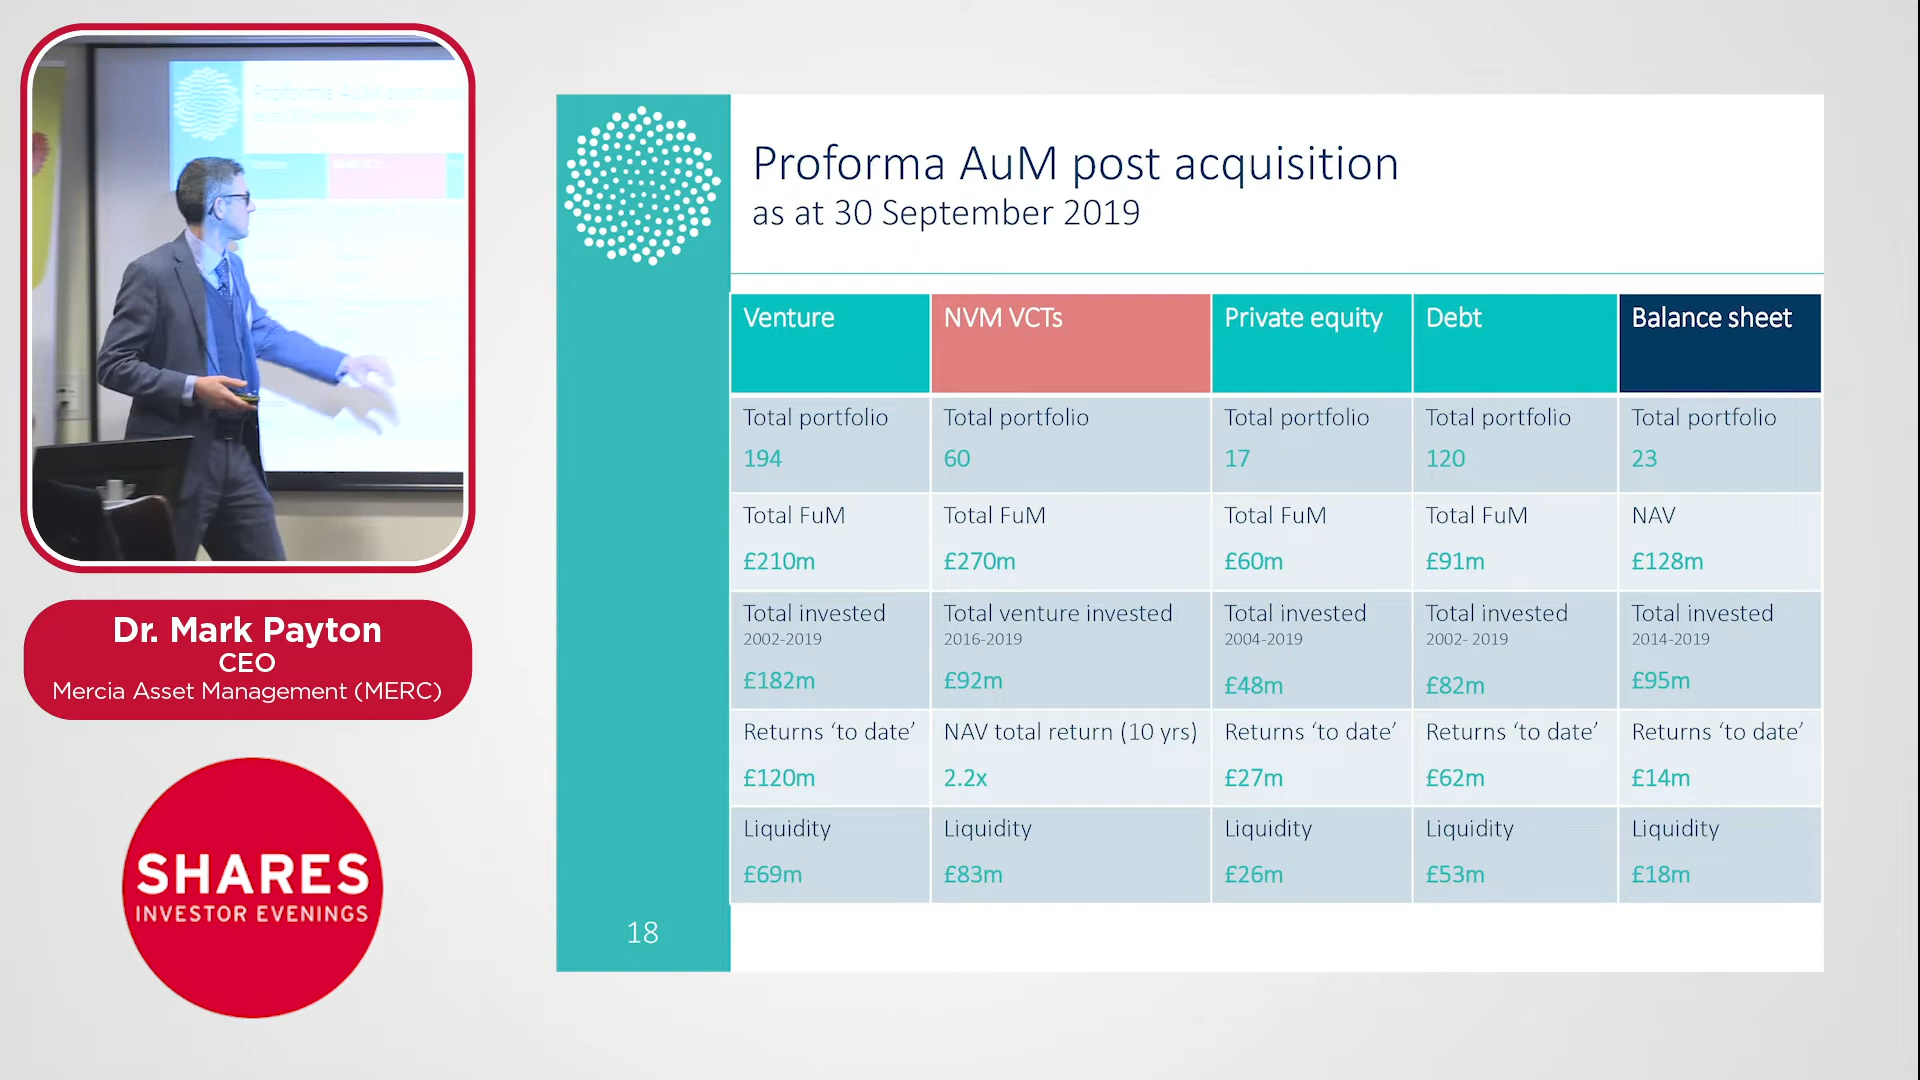 Proforma AuM post acquisition
as at 30 September 2019
Venture
NVM VCTs
Private equity
Debt
Balance sheet
Total portfolio
194
Total portfolio
60
Total portfolio
17
Total portfolio
120
Total portfolio
23
Total FuM
£210m
Total FuM
£270m
Total FuM
£60m
Total FuM
£91m
NAV
£128m
Total invested
2002-2019
£182m
Total venture invested
2016-2019
£92m
Total invested
2004-2019
£48m
Total invested
2002- 2019
£82m
Total invested
2014-2019
£95m
Returns ‘to date’
£120m
NAV total return (10 yrs)
2.2x
Returns ‘to date’
£27m
Returns ‘to date’
£62m
Returns ‘to date’
£14m
Liquidity
£69m
Liquidity
£83m
Liquidity
£26m
Liquidity
£53m
Liquidity
£18m
18
Dr. Mark Payton
CEO
Mercia Asset Management (MERC)
SHARES
INVESTOR EVENINGS